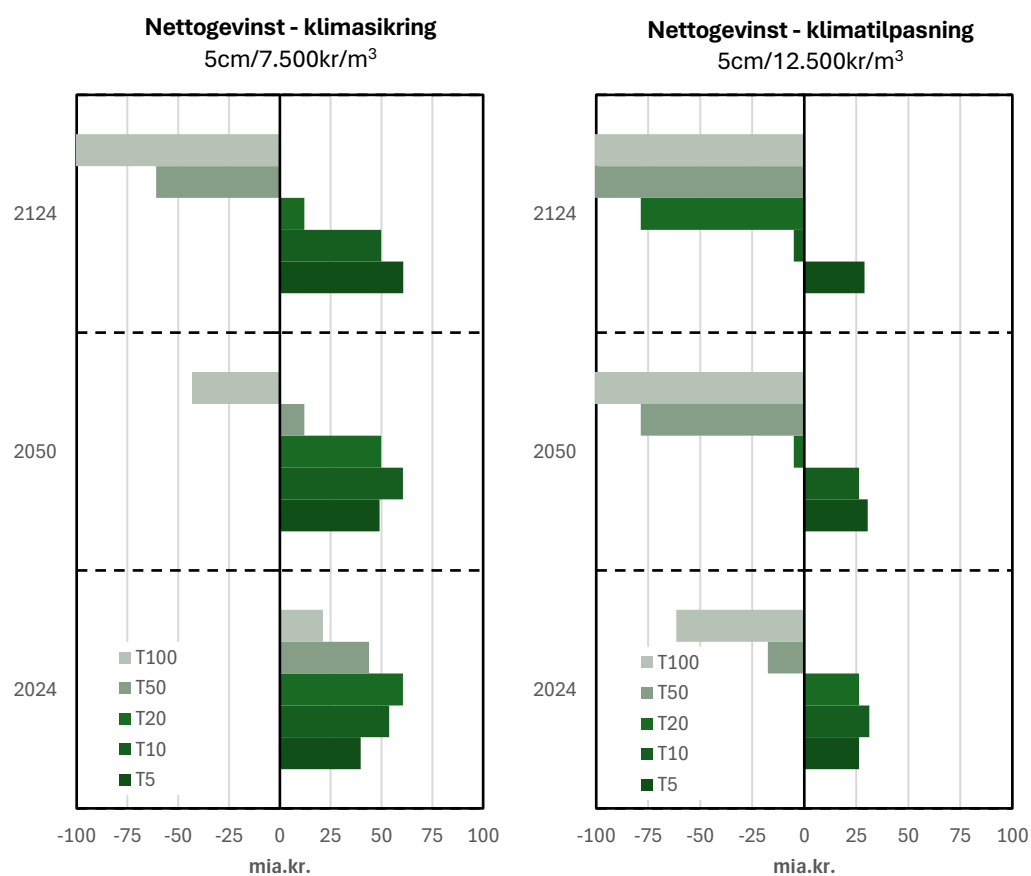 Nettogevinst - klimasikring
5cm/7.500kr/m³
2124
2050
2024
T100
T50
T20
T10
T5
-100 -75 -50 -25 0 25 50 75 100
mia.kr.
Nettogevinst - klimatilpasning
5cm/12.500kr/m³
2124
2050
2024
T100
T50
T20
T10
T5
-100 -75 -50 -25 0 25 50 75 100
mia.kr.